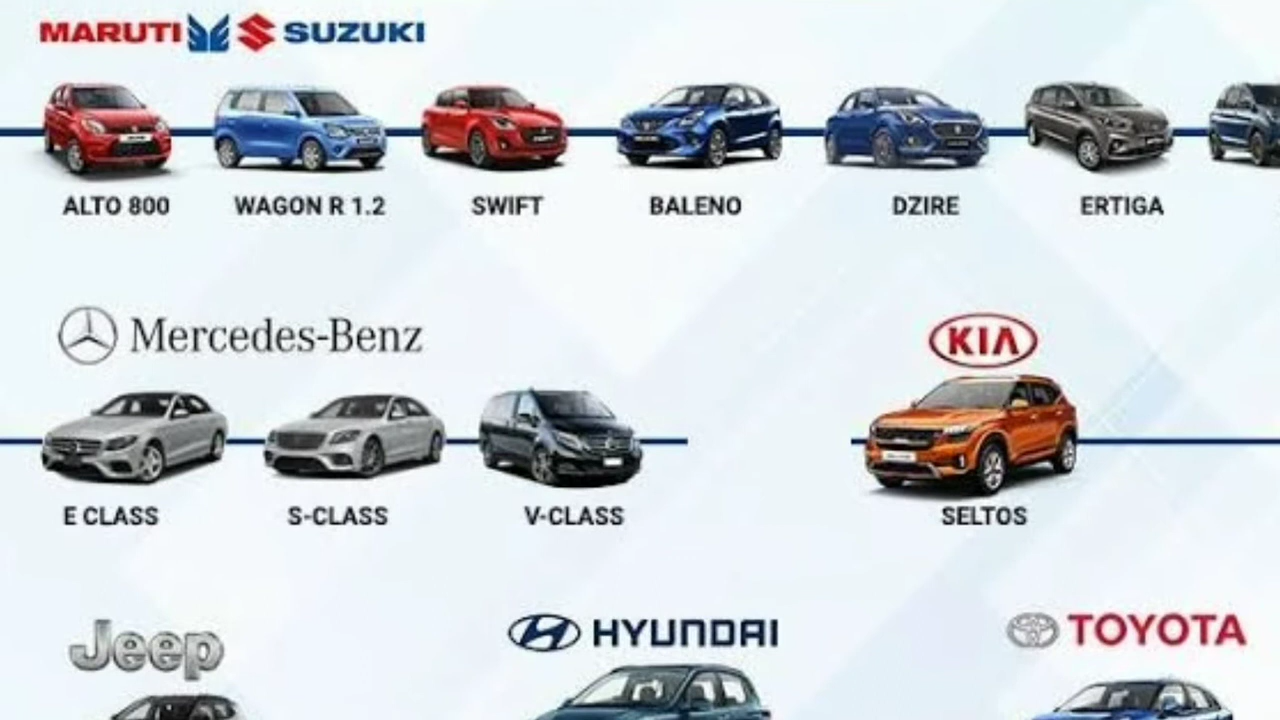 MARUTI SUZUKI
ALTO 800 WAGON R 1.2 SWIFT BALENO DZIRE ERTIGA
Mercedes-Benz
KIA
E CLASS S-CLASS V-CLASS SELTOS
Jeep
HYUNDAI
TOYOTA